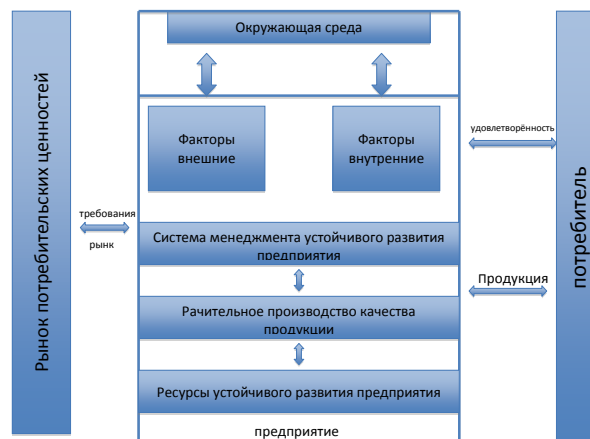 Рынок потребительских ценностей
Окружающая среда
Факторы
внешние
Факторы
внутренние
удовлетворённость
потребитель
требования
рынк
Система менеджмента устойчивого развития
предприятия
Продукция
Рачительное производство качества
продукции
Ресурсы устойчивого развития предприятия
предприятие